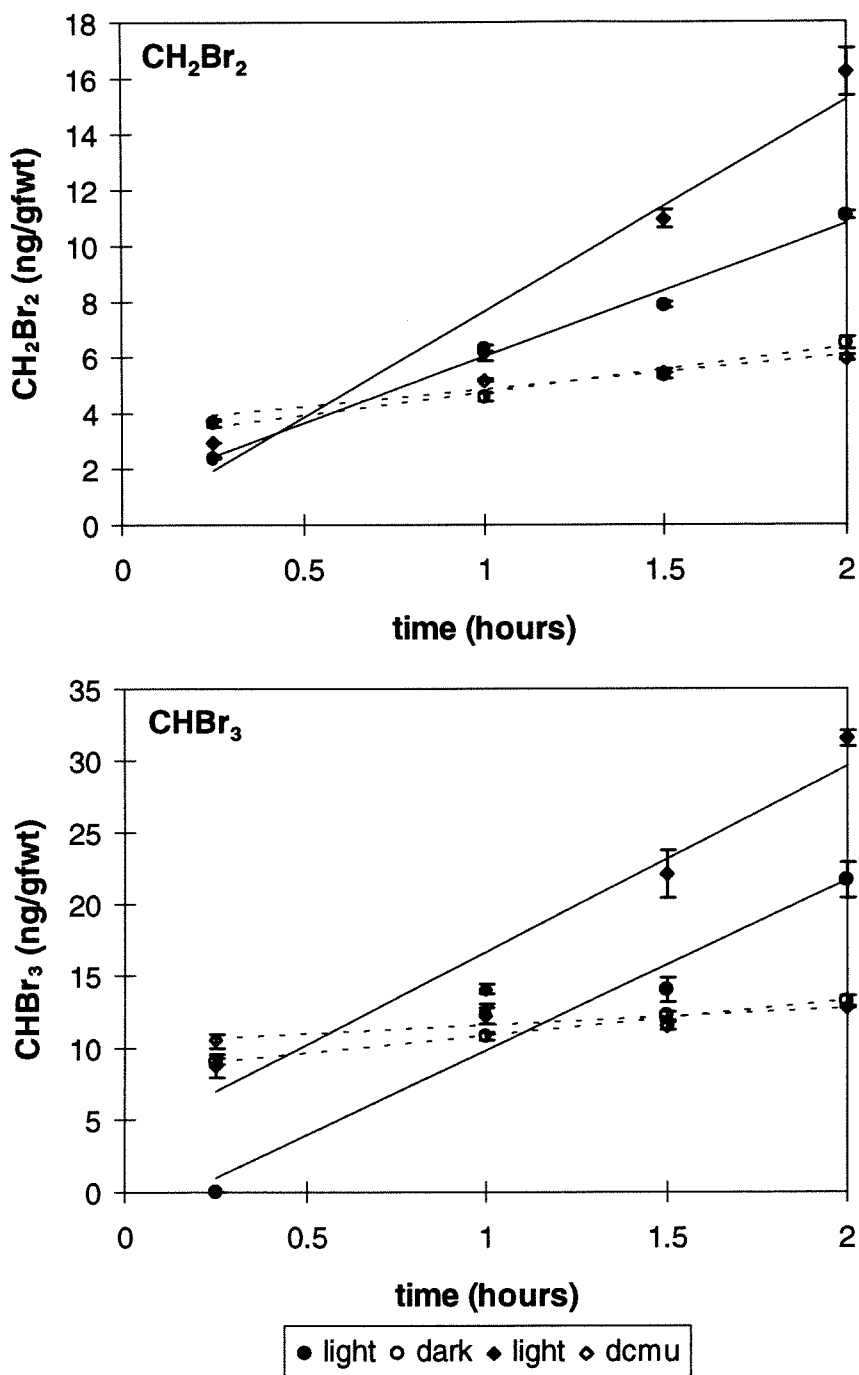 CH₂Br₂
CH₂Br₂ (ng/gfwt)
18
16
14
12
10
8
6
4
2
0
0 0.5 1 1.5 2
time (hours)
CHBr₃
CHBr₃ (ng/gfwt)
35
30
25
20
15
10
5
0
0 0.5 1 1.5 2
time (hours)
light dark light dcmu